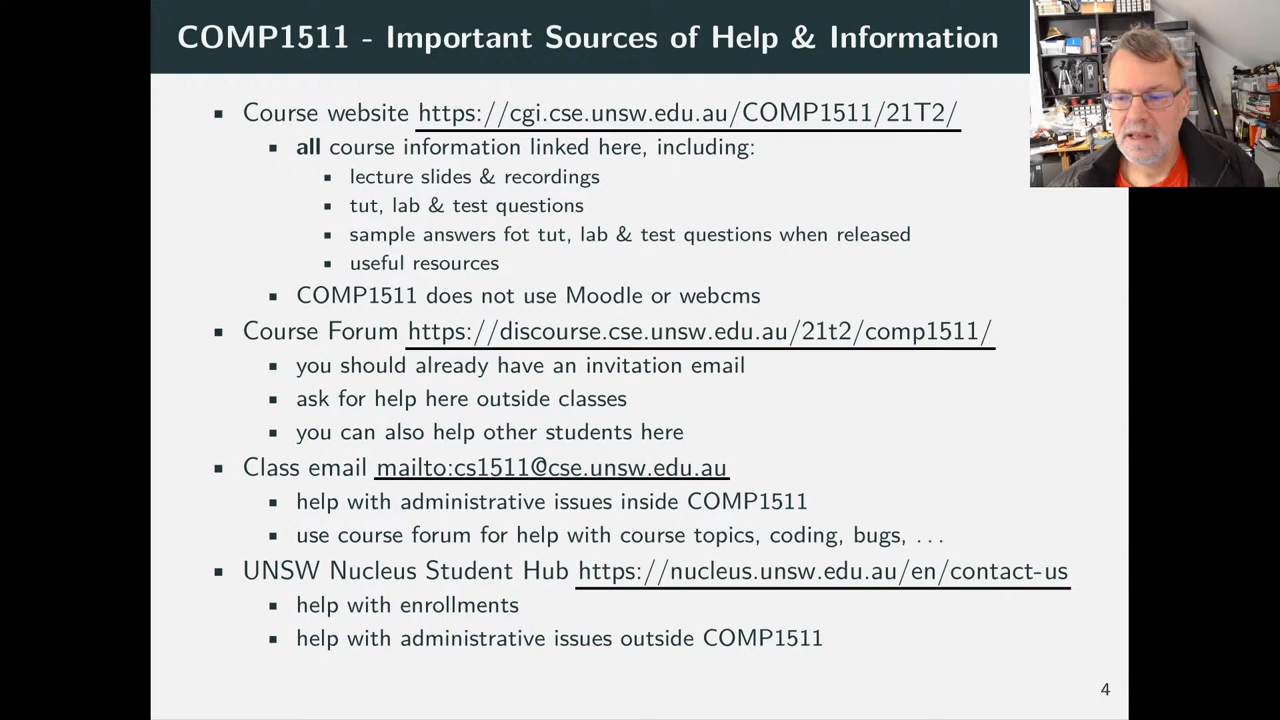 COMP1511 - Important Sources of Help & Information
▪ Course website https://cgi.cse.unsw.edu.au/COMP1511/21T2/
▪ all course information linked here, including:
▪ lecture slides & recordings
▪ tut, lab & test questions
▪ sample answers fot tut, lab & test questions when released
▪ useful resources
▪ COMP1511 does not use Moodle or webcms
▪ Course Forum https://discourse.cse.unsw.edu.au/21t2/comp1511/
▪ you should already have an invitation email
▪ ask for help here outside classes
▪ you can also help other students here
▪ Class email mailto:cs1511@cse.unsw.edu.au
▪ help with administrative issues inside COMP1511
▪ use course forum for help with course topics, coding, bugs, ...
▪ UNSW Nucleus Student Hub https://nucleus.unsw.edu.au/en/contact-us
▪ help with enrollments
▪ help with administrative issues outside COMP1511
4